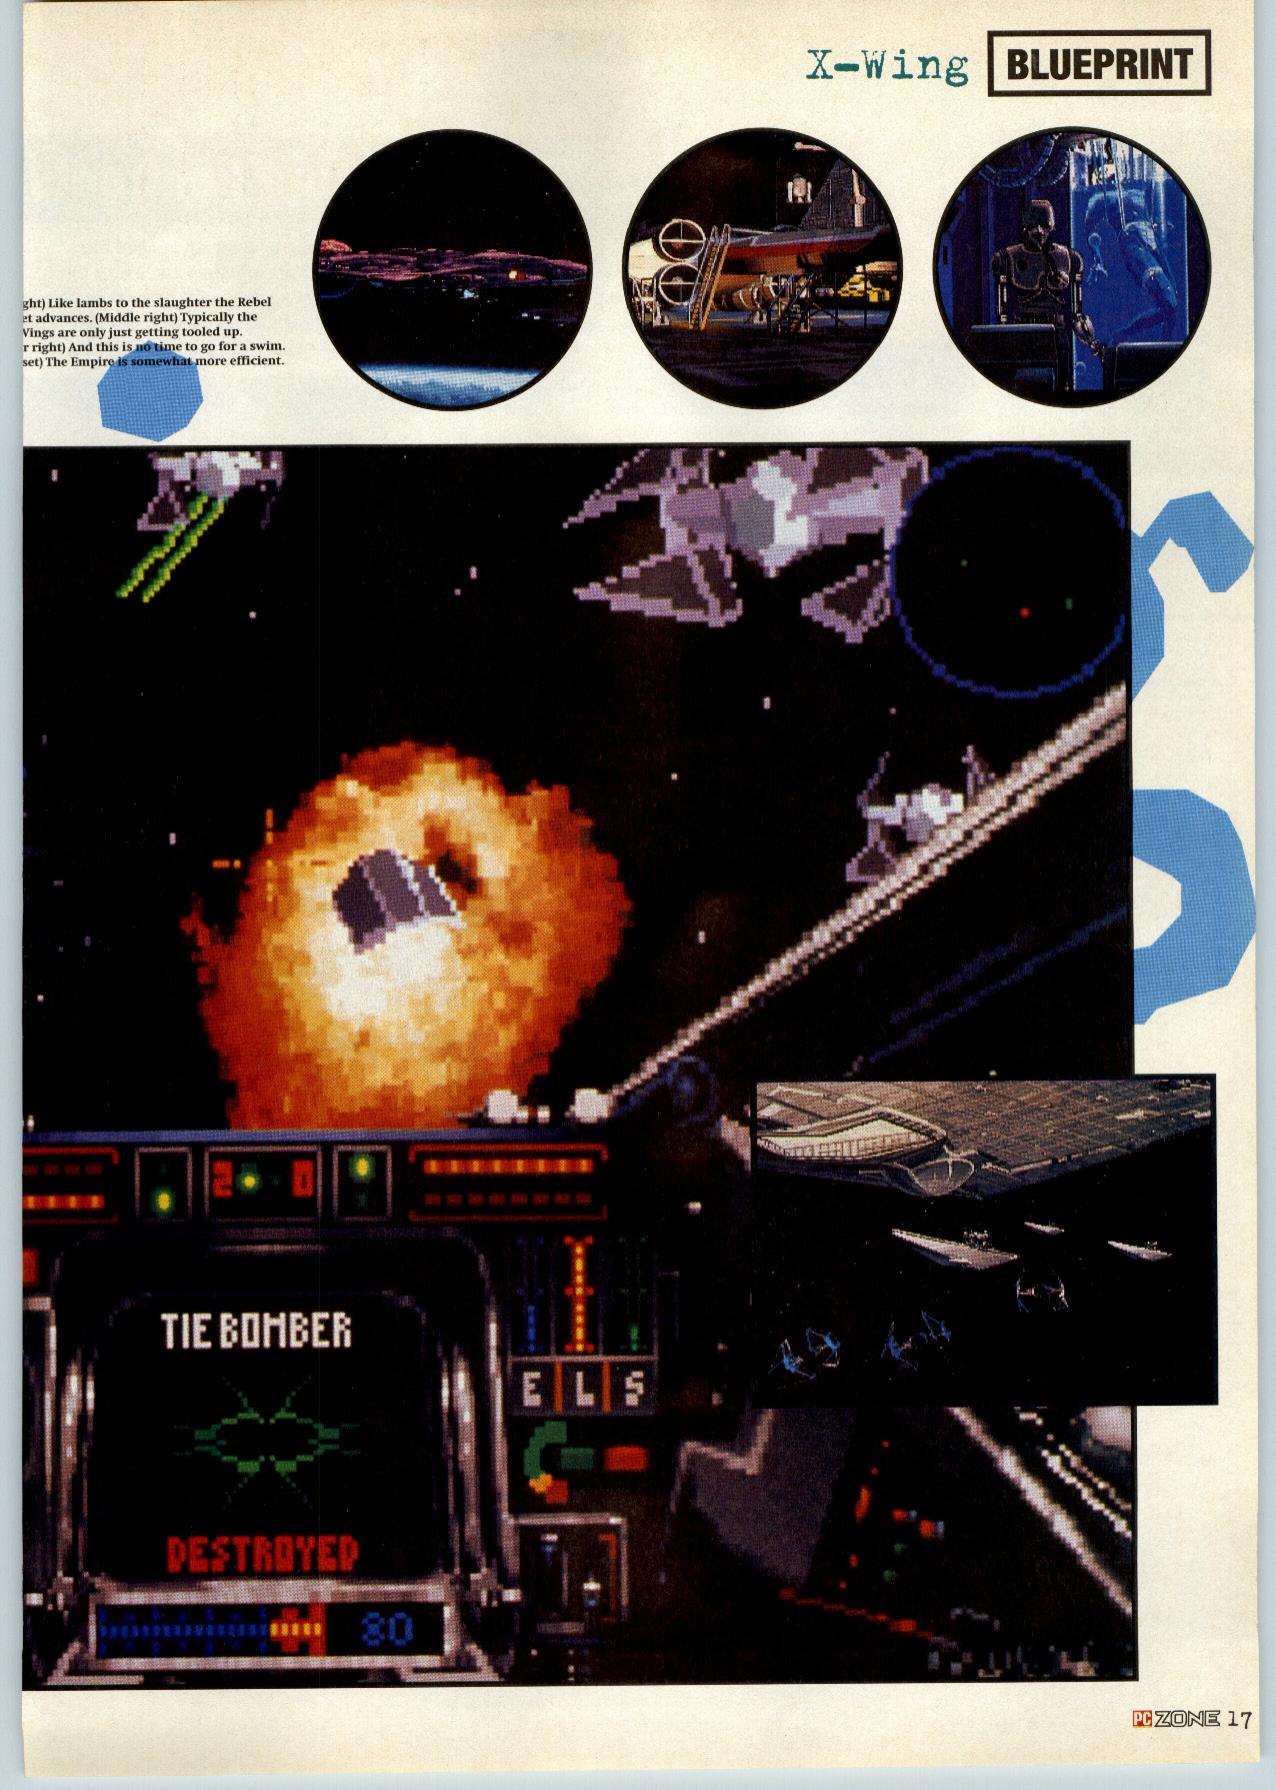 X-Wing BLUEPRINT
ght) Like lambs to the slaughter the Rebel
et advances. (Middle right) Typically the
Wings are only just getting tooled up.
r right) And this is no time to go for a swim.
set) The Empire is somewhat more efficient.
2 0
TIE BOMBER
E L S
DESTROYED
80
PC ZONE 17